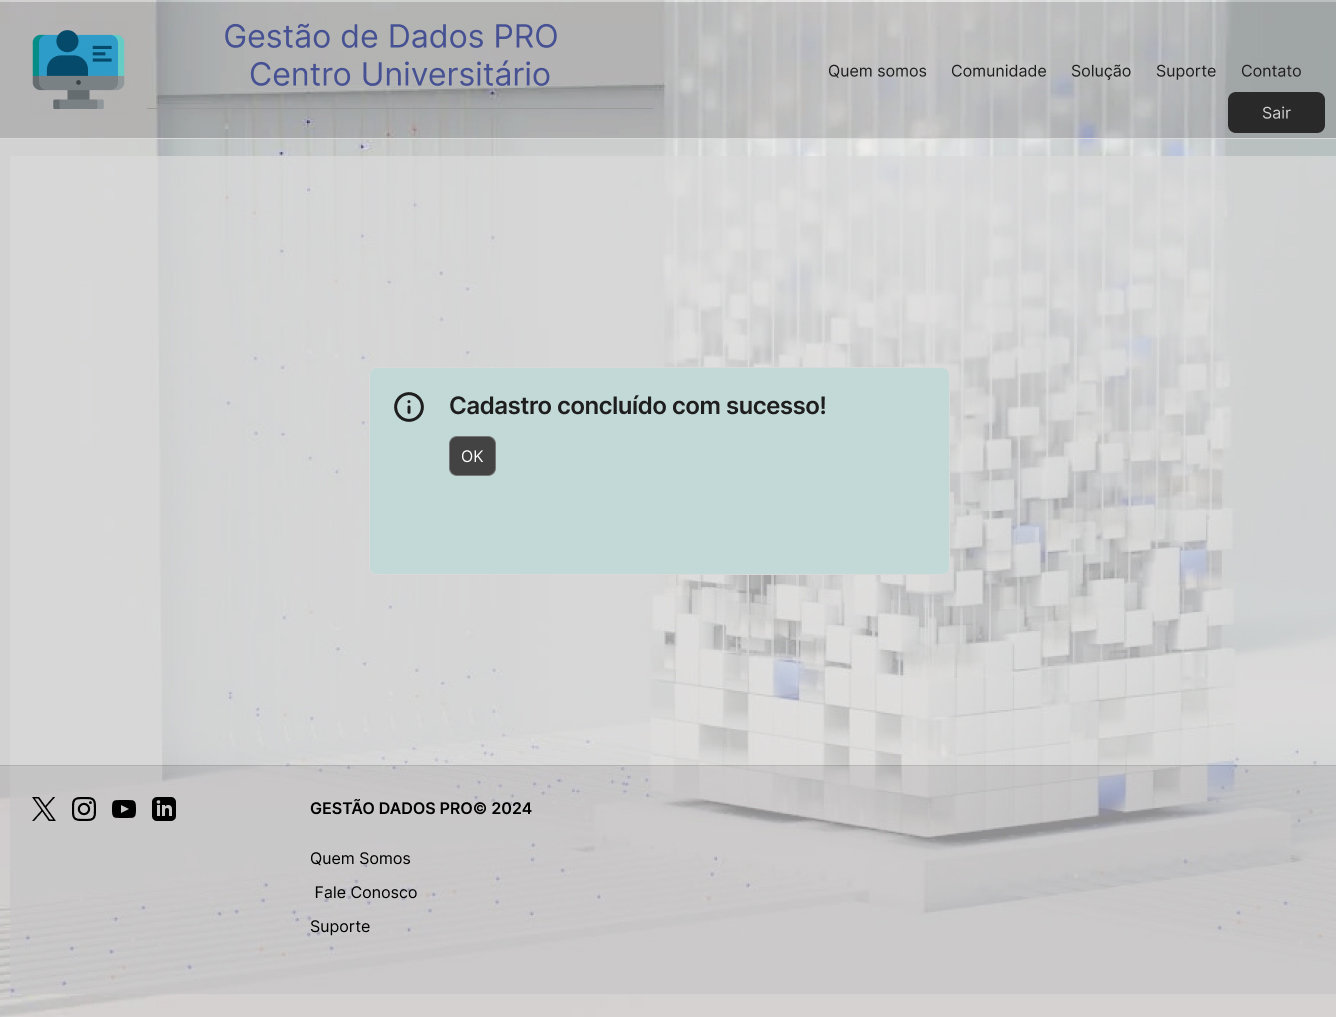 Gestão de Dados PRO
Centro Universitário
Quem somos
Comunidade
Solução
Suporte
Contato
Sair
Cadastro concluído com sucesso!
OK
GESTÃO DADOS PRO© 2024
Quem Somos
Fale Conosco
Suporte